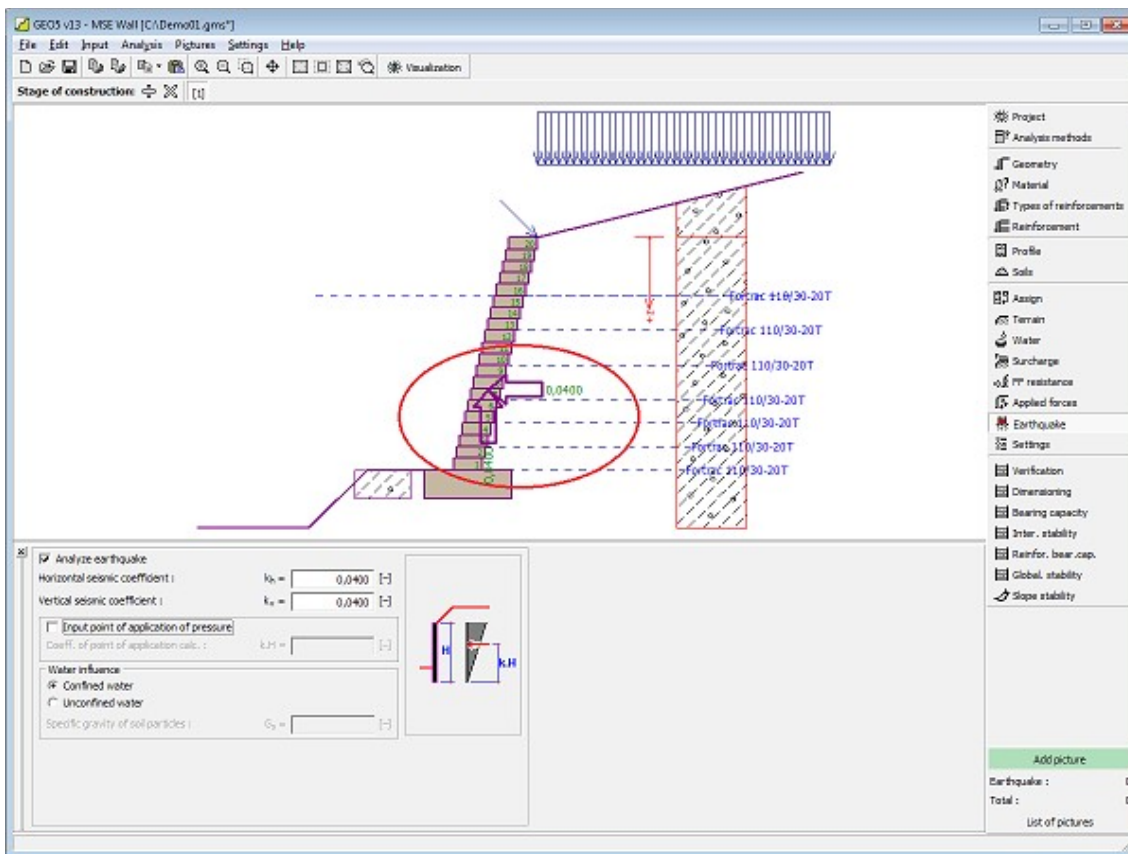 GEO5 v13 - MSE Wall [C:\Demo01.gms*]
File Edit Input Analysis Pictures Settings Help
Visualization
Stage of construction: [1]
Project
Analysis methods
Geometry
Material
Types of reinforcements
Reinforcement
Profile
Soils
Assign
Terrain
Water
Surcharge
FF resistance
Applied forces
Earthquake
Settings
Verification
Dimensioning
Bearing capacity
Inter. stability
Reinfor. bear.cap.
Global. stability
Slope stability
+z
Fortrac 110/30-20T
Fortrac 110/30-20T
Fortrac 110/30-20T
Fortrac 110/30-20T
Fortrac 110/30-20T
Fortrac 110/30-20T
Fortrac 110/30-20T
0,0400
0,0400
Analyze earthquake
Horizontal seismic coefficient : kh = 0,0400 [-]
Vertical seismic coefficient : kv = 0,0400 [-]
Input point of application of pressure
Coeff. of point of application calc. : k.H = [-]
Water influence
Confined water
Unconfined water
Specific gravity of soil particles : Gs = [-]
H
k.H
Add picture
Earthquake :
Total :
List of pictures